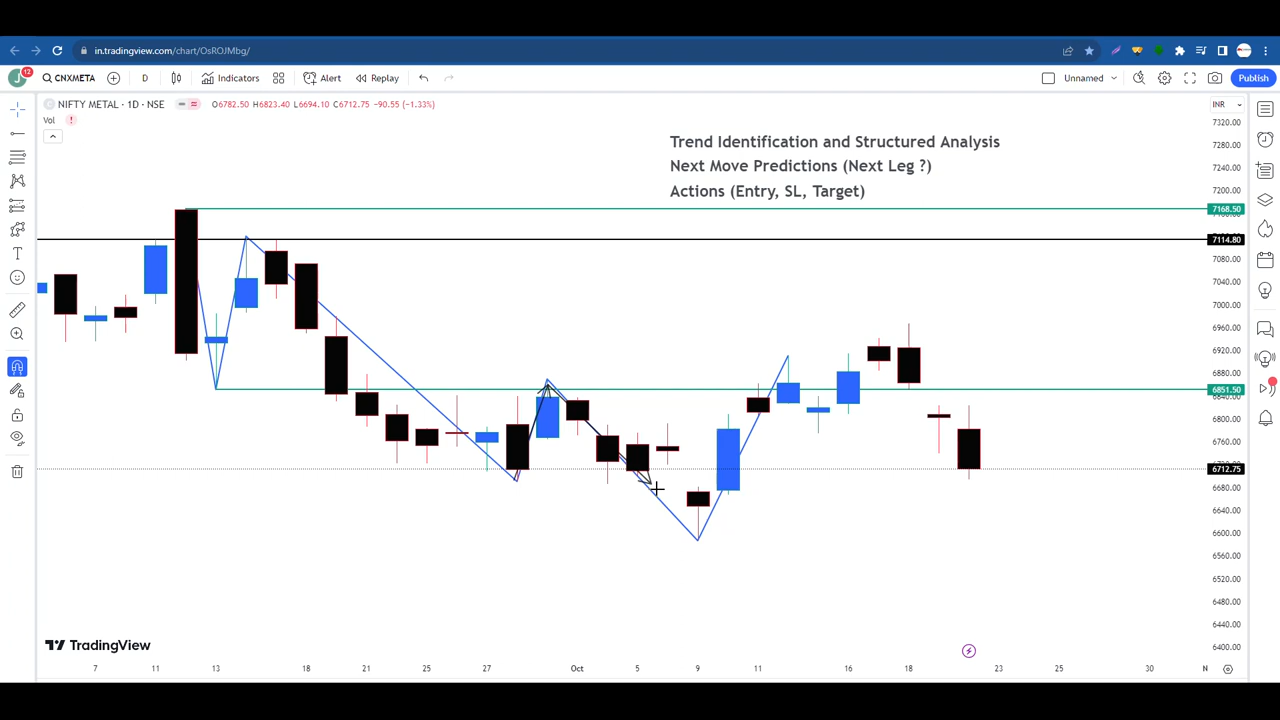 in.tradingview.com/chart/OsROJMbg/
J 12 CNXMETA D Indicators Alert Replay Unnamed Publish
NIFTY METAL · 1D · NSE O6782.50 H6823.40 L6694.10 C6712.75 -90.55 (-1.33%) INR
Vol !
Trend Identification and Structured Analysis
Next Move Predictions (Next Leg ?)
Actions (Entry, SL, Target)
7320.00
7280.00
7240.00
7200.00
7168.50
7114.80
7080.00
7040.00
7000.00
6960.00
6920.00
6880.00
6851.50
6840.00
6800.00
6760.00
6712.75
6680.00
6640.00
6600.00
6560.00
6520.00
6480.00
6440.00
6400.00
TradingView
7 11 13 18 21 25 27 Oct 5 9 11 16 18 23 25 30 N